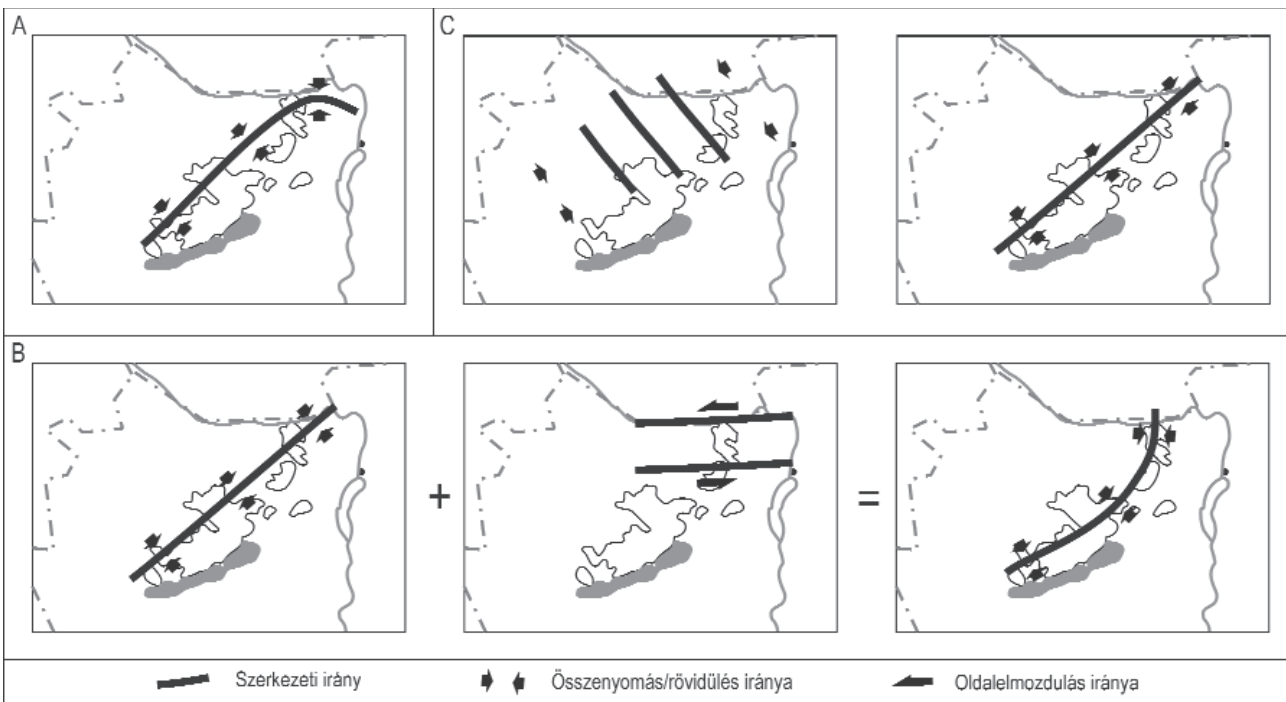 A
C
B
+
=
Szerkezeti irány
Összenyomás/rövidülés iránya
Oldalelmozdulás iránya